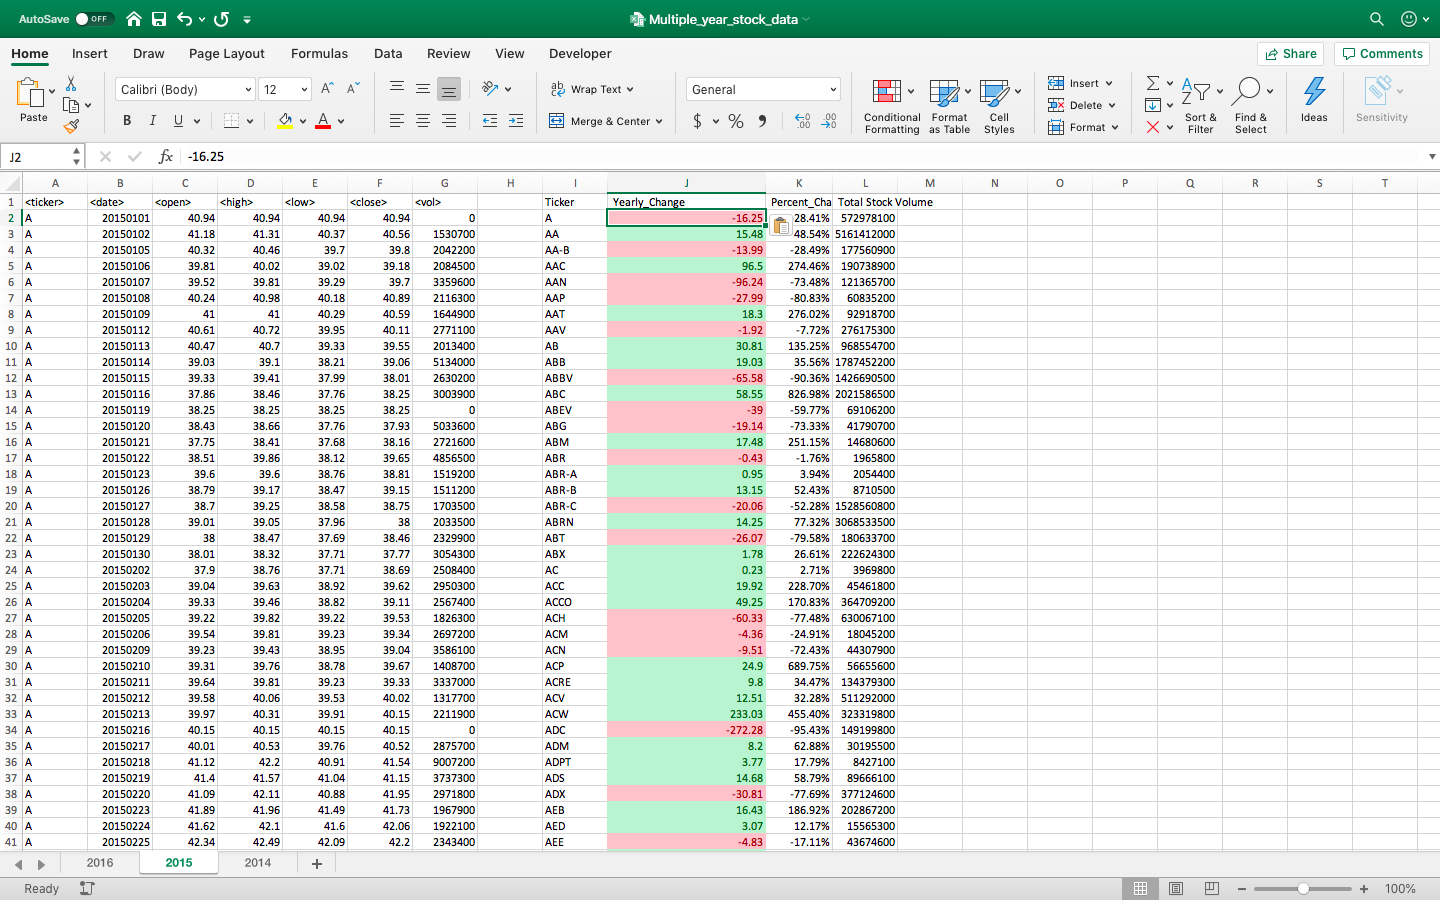 AutoSave OFF Multiple_year_stock_data
Home Insert Draw Page Layout Formulas Data Review View Developer Share Comments
Paste Calibri (Body) 12 A A ab Wrap Text General Insert Delete Format
B I U A Merge & Center $ % Conditional Formatting Format as Table Cell Styles Sort & Filter Find & Select Ideas Sensitivity
J2 fx -16.25
A B C D E F G H I J K L M N O P Q R S T
1 <ticker> <date> <open> <high> <low> <close> <vol> Ticker Yearly_Change Percent_Cha Total Stock Volume
2 A 20150101 40.94 40.94 40.94 40.94 0 A -16.25 28.41% 572978100
3 A 20150102 41.18 41.31 40.37 40.56 1530700 AA 15.48 48.54% 5161412000
4 A 20150105 40.32 40.46 39.7 39.8 2042200 AA-B -13.99 -28.49% 177560900
5 A 20150106 39.81 40.02 39.02 39.18 2084500 AAC 96.5 274.46% 190738900
6 A 20150107 39.52 39.81 39.29 39.7 3359600 AAN -96.24 -73.48% 121365700
7 A 20150108 40.24 40.98 40.18 40.89 2116300 AAP -27.99 -80.83% 60835200
8 A 20150109 41 41 40.29 40.59 1644900 AAT 18.3 276.02% 92918700
9 A 20150112 40.61 40.72 39.95 40.11 2771100 AAV -1.92 -7.72% 276175300
10 A 20150113 40.47 40.7 39.33 39.55 2013400 AB 30.81 135.25% 968554700
11 A 20150114 39.03 39.1 38.21 39.06 5134000 ABB 19.03 35.56% 1787452200
12 A 20150115 39.33 39.41 37.99 38.01 2630200 ABBV -65.58 -90.36% 1426690500
13 A 20150116 37.86 38.46 37.76 38.25 3003900 ABC 58.55 826.98% 2021586500
14 A 20150119 38.25 38.25 38.25 38.25 0 ABEV -39 -59.77% 69106200
15 A 20150120 38.43 38.66 37.76 37.93 5033600 ABG -19.14 -73.33% 41790700
16 A 20150121 37.75 38.41 37.68 38.16 2721600 ABM 17.48 251.15% 14680600
17 A 20150122 38.51 39.86 38.12 39.65 4856500 ABR -0.43 -1.76% 1965800
18 A 20150123 39.6 39.6 38.76 38.81 1519200 ABR-A 0.95 3.94% 2054400
19 A 20150126 38.79 39.17 38.47 39.15 1511200 ABR-B 13.15 52.43% 8710500
20 A 20150127 38.7 39.25 38.58 38.75 1703500 ABR-C -20.06 -52.28% 1528560800
21 A 20150128 39.01 39.05 37.96 38 2033500 ABRN 14.25 77.32% 3068533500
22 A 20150129 38 38.47 37.69 38.46 2329900 ABT -26.07 -79.58% 180633700
23 A 20150130 38.01 38.32 37.71 37.77 3054300 ABX 1.78 26.61% 222624300
24 A 20150202 37.9 38.76 37.71 38.69 2508400 AC 0.23 2.71% 3969800
25 A 20150203 39.04 39.63 38.92 39.62 2950300 ACC 19.92 228.70% 45461800
26 A 20150204 39.33 39.46 38.82 39.11 2567400 ACCO 49.25 170.83% 364709200
27 A 20150205 39.22 39.82 39.22 39.53 1826300 ACH -60.33 -77.48% 630067100
28 A 20150206 39.54 39.81 39.23 39.34 2697200 ACM -4.36 -24.91% 18045200
29 A 20150209 39.23 39.43 38.95 39.04 3586100 ACN -9.51 -72.43% 44307900
30 A 20150210 39.31 39.76 38.78 39.67 1408700 ACP 24.9 689.75% 56655600
31 A 20150211 39.64 39.81 39.23 39.33 3337000 ACRE 9.8 34.47% 134379300
32 A 20150212 39.58 40.06 39.53 40.02 1317700 ACV 12.51 32.28% 511292000
33 A 20150213 39.97 40.31 39.91 40.15 2211900 ACW 233.03 455.40% 323319800
34 A 20150216 40.15 40.15 40.15 40.15 0 ADC -272.28 -95.43% 149199800
35 A 20150217 40.01 40.53 39.76 40.52 2875700 ADM 8.2 62.88% 30195500
36 A 20150218 41.12 42.2 40.91 41.54 9007200 ADPT 3.77 17.79% 8427100
37 A 20150219 41.4 41.57 41.04 41.15 3737300 ADS 14.68 58.79% 89666100
38 A 20150220 41.09 42.11 40.88 41.95 2971800 ADX -30.81 -77.69% 377124600
39 A 20150223 41.89 41.96 41.49 41.73 1967900 AEB 16.43 186.92% 202867200
40 A 20150224 41.62 42.1 41.6 42.06 1922100 AED 3.07 12.17% 15565300
41 A 20150225 42.34 42.49 42.09 42.2 2343400 AEE -4.83 -17.11% 43674600
2016 2015 2014 +
Ready 100%